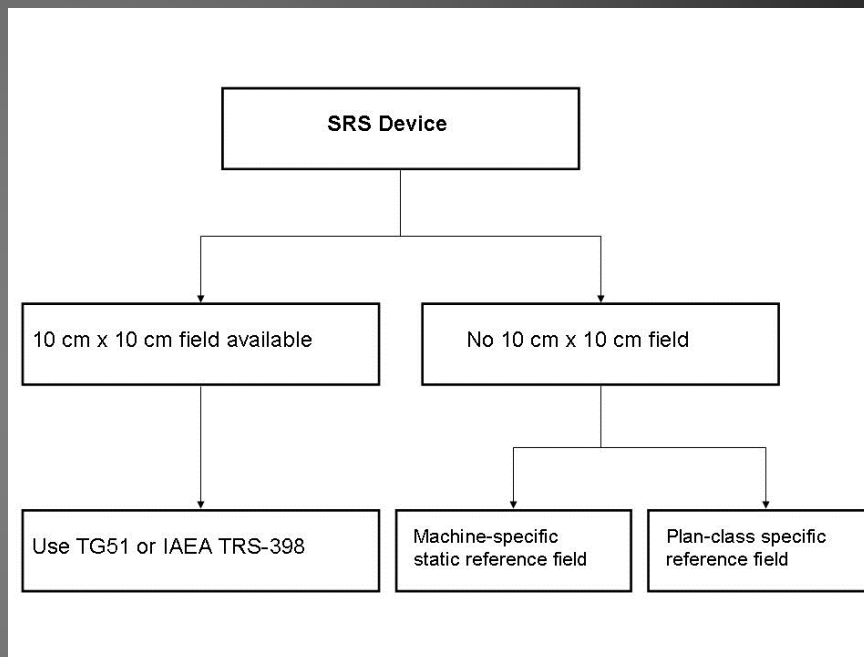 SRS Device
10 cm x 10 cm field available
No 10 cm x 10 cm field
Use TG51 or IAEA TRS-398
Machine-specific
static reference field
Plan-class specific
reference field